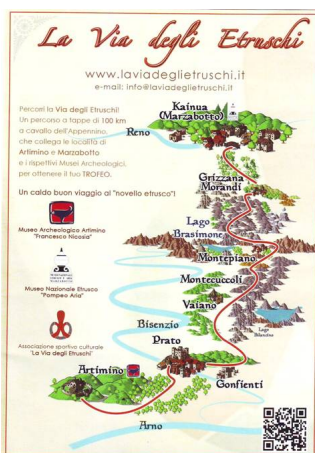 La Via degli Etruschi
www.laviadeglietruschi.it
e-mail: info@laviadeglietruschi.it
Percorri la Via degli Etruschi!
Un percorso a tappe di 100 km
a cavallo dell'Appennino,
che collega le località di
Artimino e Marzabotto
e i rispettivi Musei Archeologici,
per ottenere il tuo TROFEO.
Un caldo buon viaggio al "novello etrusco"!
Museo Archeologico Artimino
"Francesco Nicosia"
Museo Nazionale Etrusco
"Pompeo Aria"
Associazione sportivo culturale
"La Via degli Etruschi"
Kainua
(Marzabotto)
Reno
Grizzana
Morandi
Lago
Brasimone
Montepiano
Montecuccoli
Vaiano
Bisenzio
Lago
Bilancino
Prato
Gonfienti
Artimino
Arno